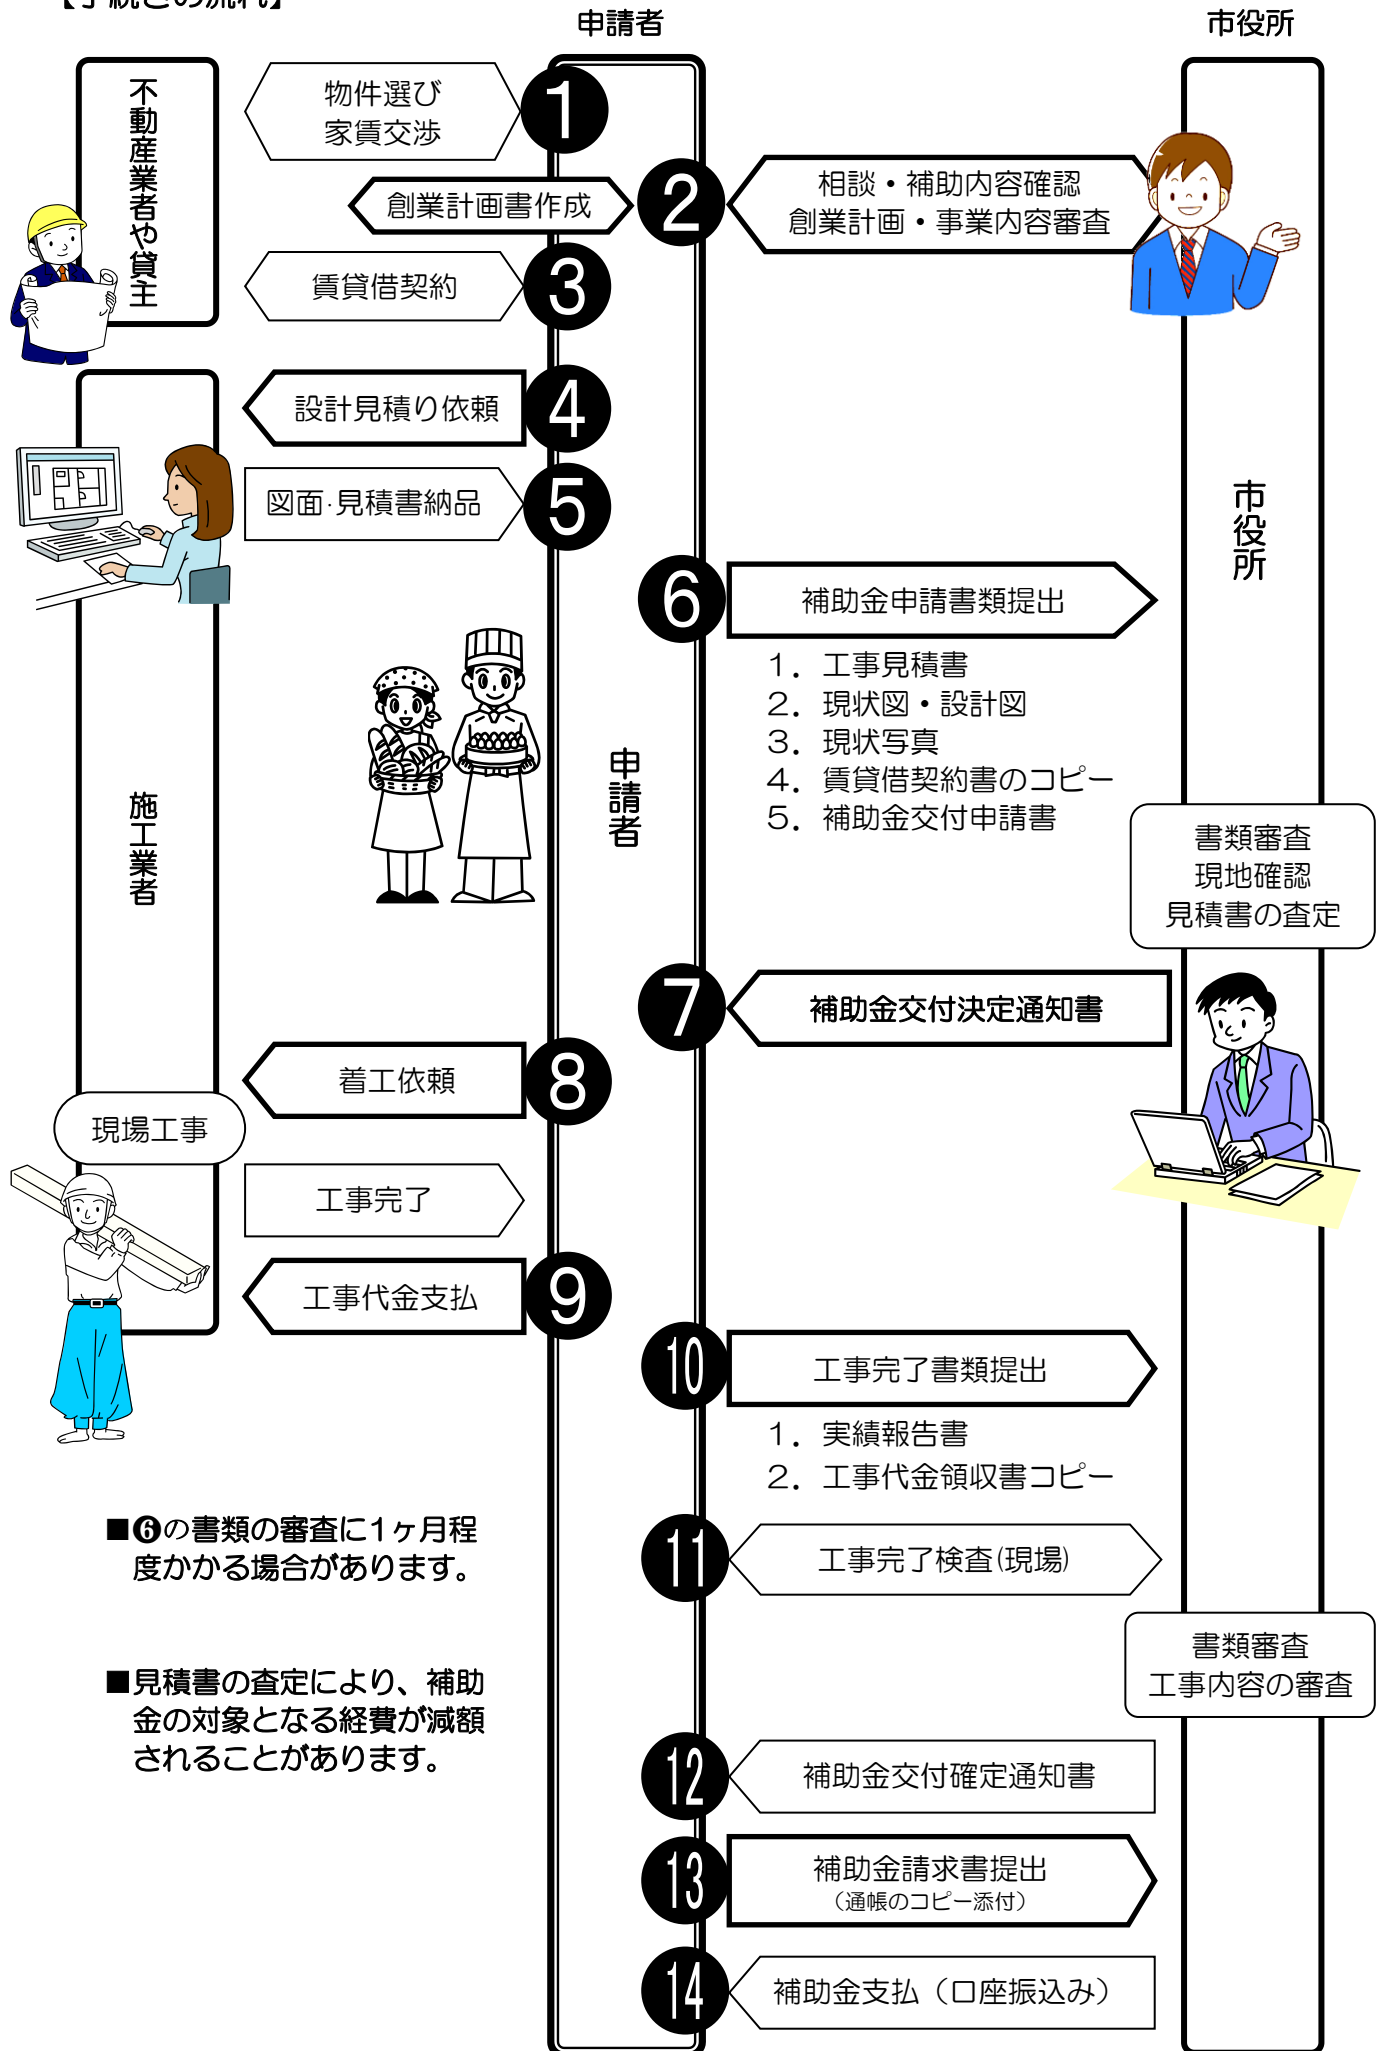 【手続きの流れ】
申請者
市役所
不動産業者や貸主
物件選び
家賃交渉
1
創業計画書作成
2
相談・補助内容確認
創業計画・事業内容審査
賃貸借契約
3
設計見積り依頼
4
図面·見積書納品
5
市役所
6
補助金申請書類提出
1．工事見積書
2．現状図・設計図
3．現状写真
4．賃貸借契約書のコピー
5．補助金交付申請書
申請者
施工業者
書類審査
現地確認
見積書の査定
7
補助金交付決定通知書
着工依頼
8
現場工事
工事完了
工事代金支払
9
10
工事完了書類提出
1．実績報告書
2．工事代金領収書コピー
■❻の書類の審査に1ヶ月程
度かかる場合があります。
11
工事完了検査(現場)
書類審査
工事内容の審査
■見積書の査定により、補助
金の対象となる経費が減額
されることがあります。
12
補助金交付確定通知書
13
補助金請求書提出
（通帳のコピー添付）
14
補助金支払（口座振込み）